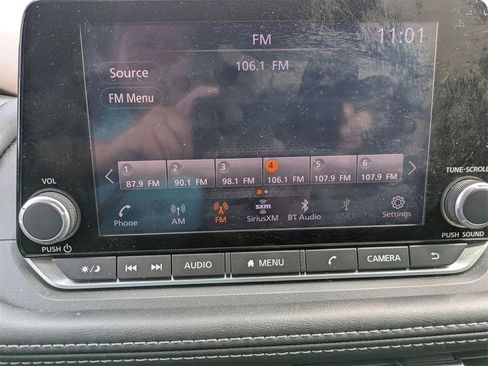 FM 11:01
Source 106.1 FM
FM Menu
VOL TUNE-SCROLL
1 2 3 4 5 6
87.9 FM 90.1 FM 98.1 FM 106.1 FM 107.9 FM 107.9 FM
Phone AM FM sxm SiriusXM BT Audio USB1 Settings
PUSH PUSH SOUND
AUDIO MENU CAMERA